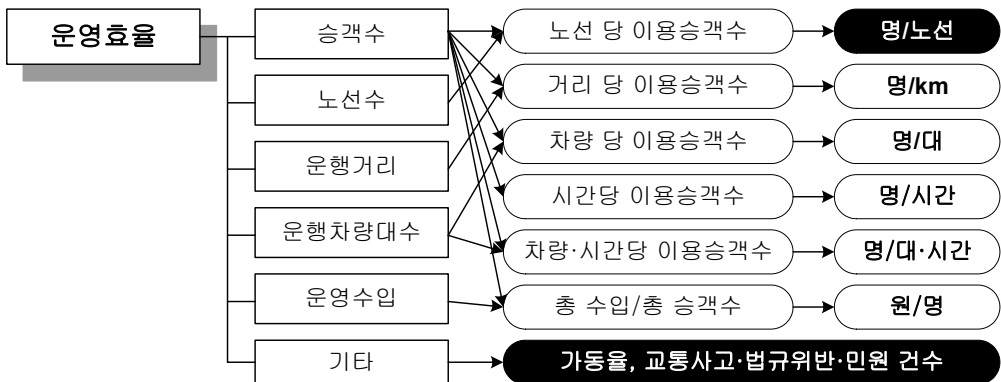 운영효율
승객수
노선 당 이용승객수
명/노선
노선수
거리 당 이용승객수
명/km
운행거리
차량 당 이용승객수
명/대
시간당 이용승객수
명/시간
운행차량대수
차량·시간당 이용승객수
명/대·시간
운영수입
총 수입/총 승객수
원/명
기타
가동율, 교통사고·법규위반·민원 건수